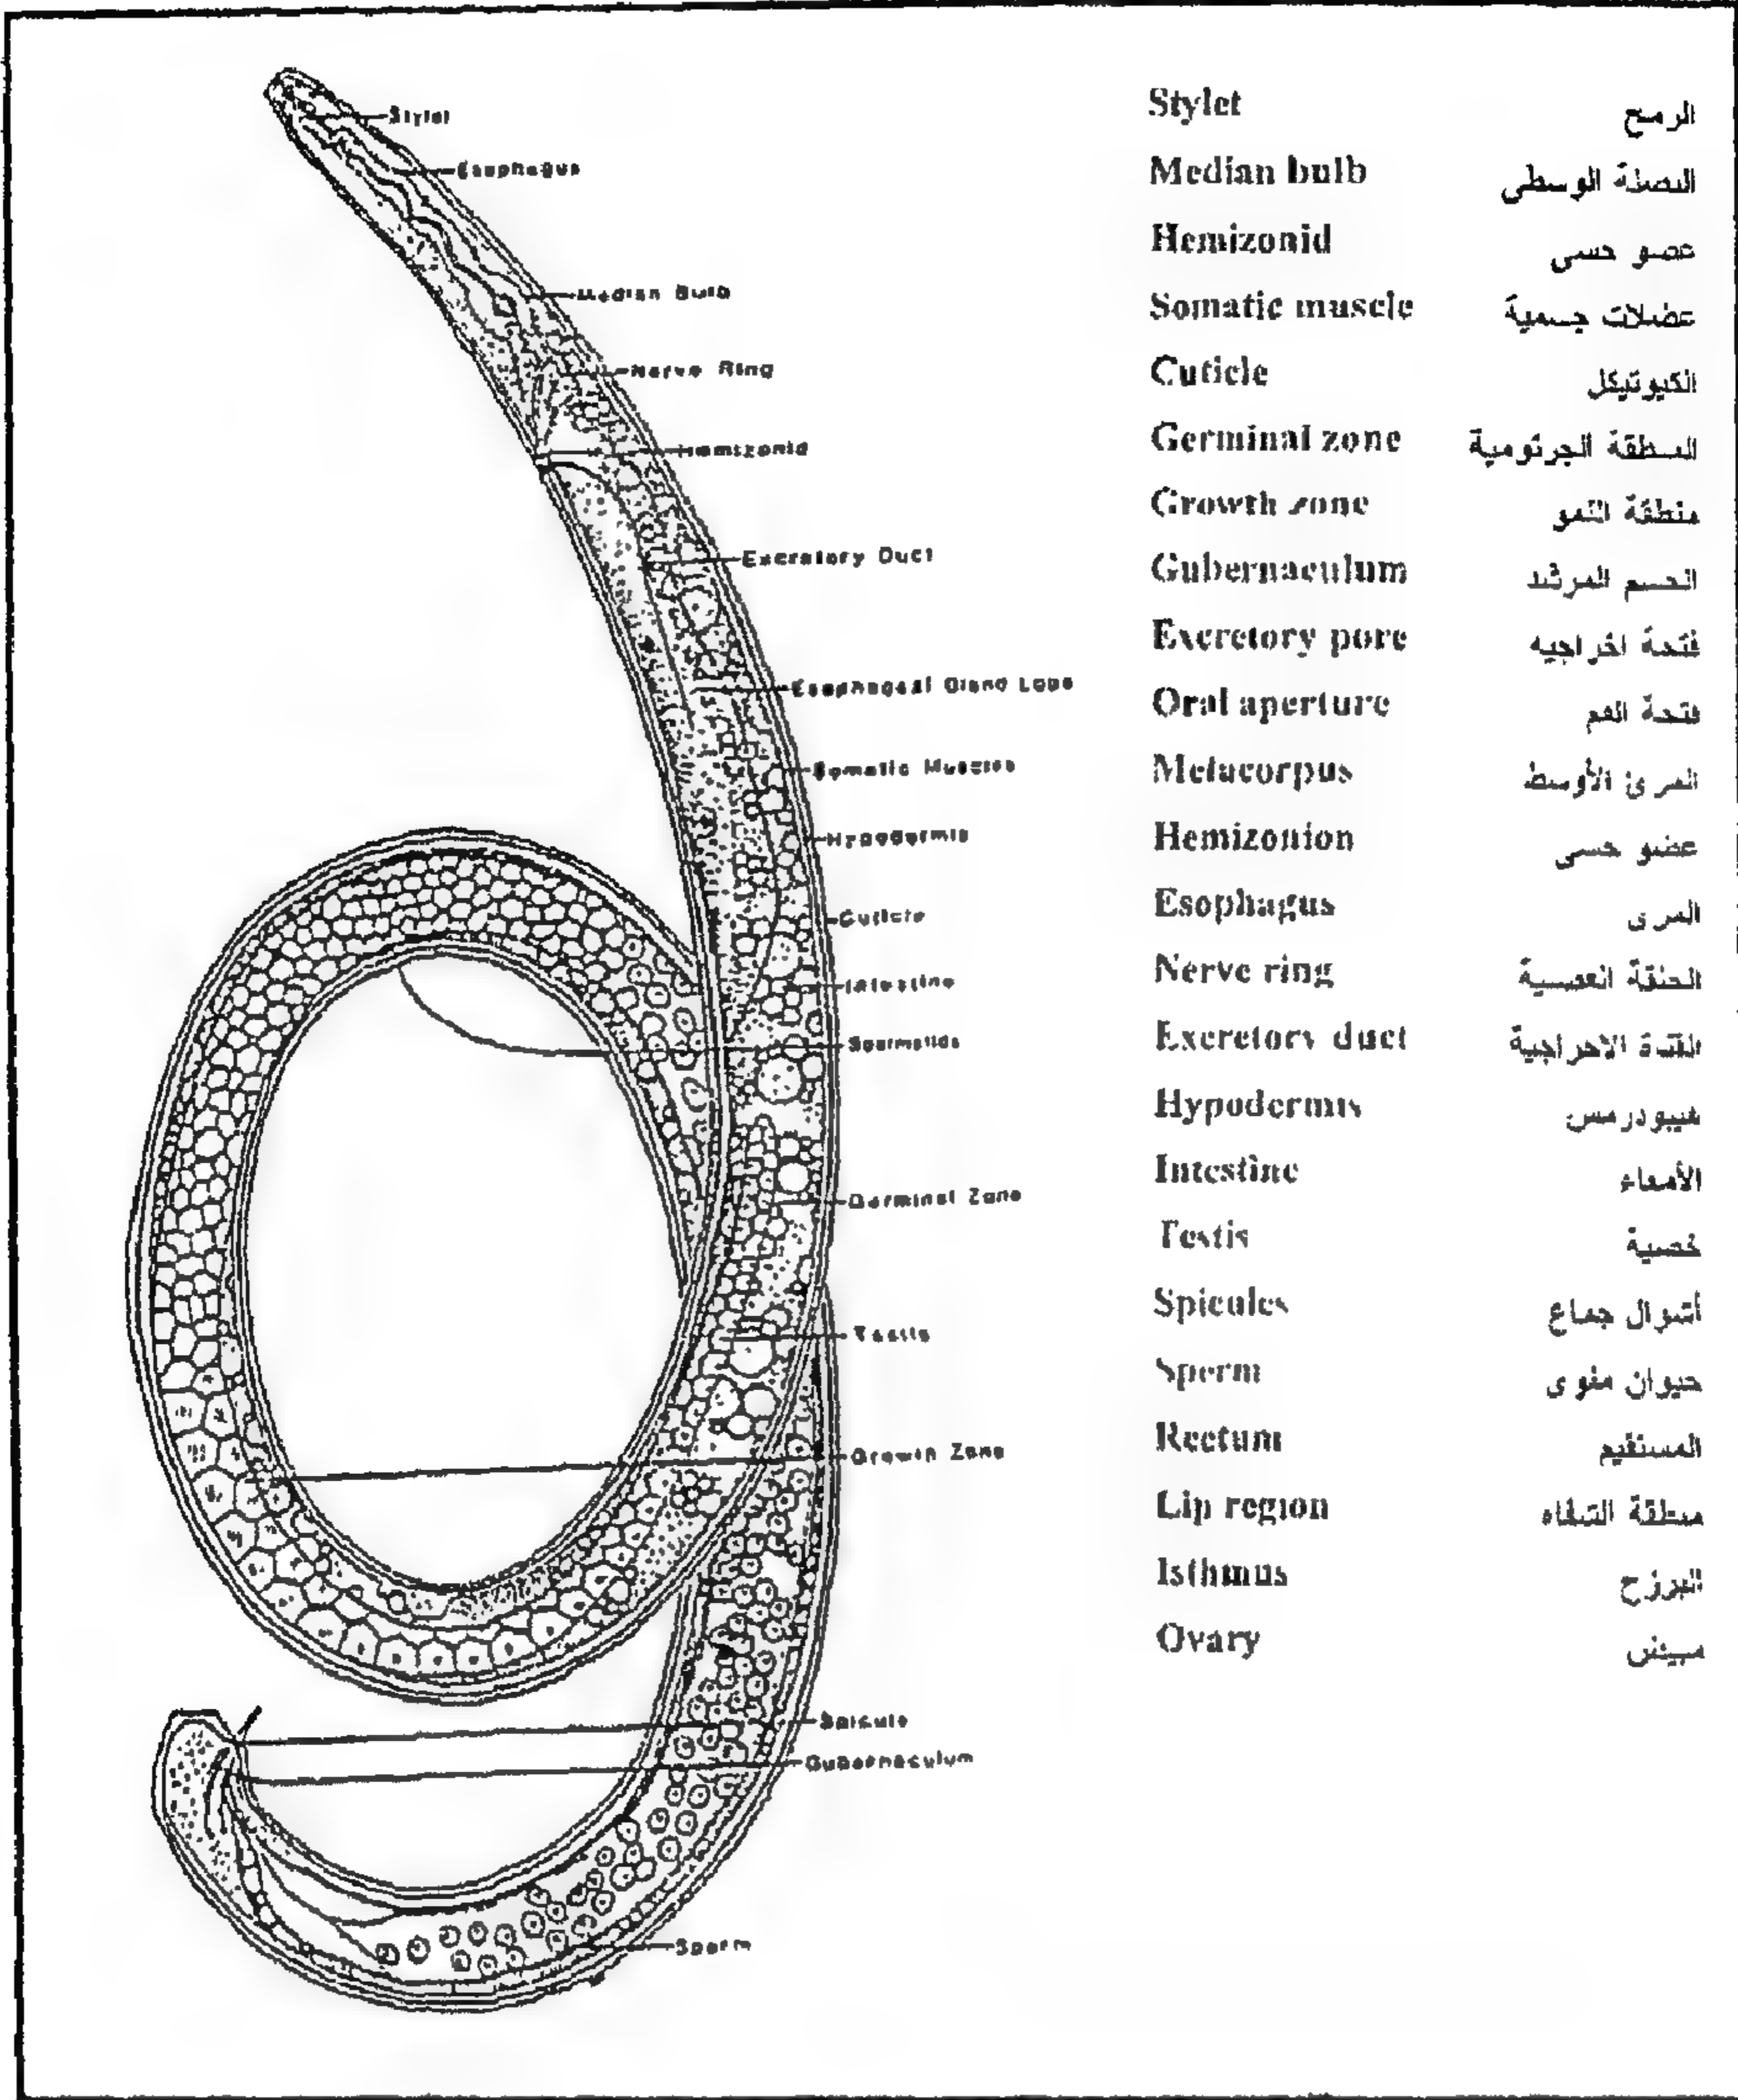 Stylet
Esophagus
Median Bulb
Nerve Ring
Hemizonid
Excretory Duct
Esophageal Gland Lobe
Somatic Muscles
Hypodermis
Cuticle
Intestine
Spermatids
Germinal Zone
Testis
Growth Zone
Spicule
Gubernaculum
Sperm
Stylet الرمح
Median bulb البصلة الوسطى
Hemizonid عضو حسى
Somatic muscle عضلات جسمية
Cuticle الكيوتيكل
Germinal zone المنطقة الجرثومية
Growth zone منطقة النمو
Gubernaculum الجسم المرشد
Excretory pore فتحة اخراجيه
Oral aperture فتحة الفم
Metacorpus المرئ الأوسط
Hemizonion عضو حسى
Esophagus المرى
Nerve ring الحلقة العصبية
Excretory duct القناة الاخراجية
Hypodermis هيبودرمس
Intestine الأمعاء
Testis خصية
Spicules أشواك جماع
Sperm حيوان منوى
Rectum المستقيم
Lip region منطقة الشفاه
Isthmus البرزخ
Ovary مبيض